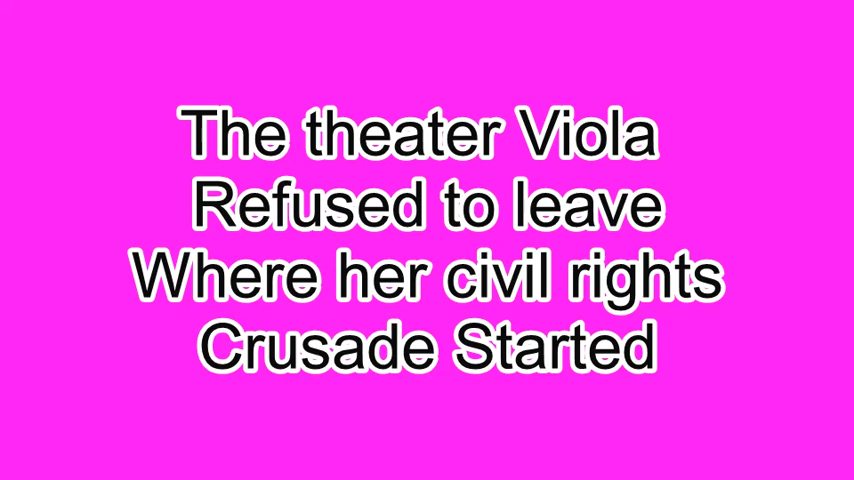 The theater Viola
Refused to leave
Where her civil rights
Crusade Started